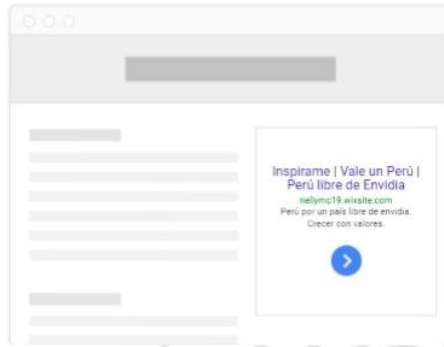 Inspirame | Vale un Perú |
Perú libre de Envidia
nellymc19.wixsite.com
Perú por un país libre de envidia.
Crecer con valores.